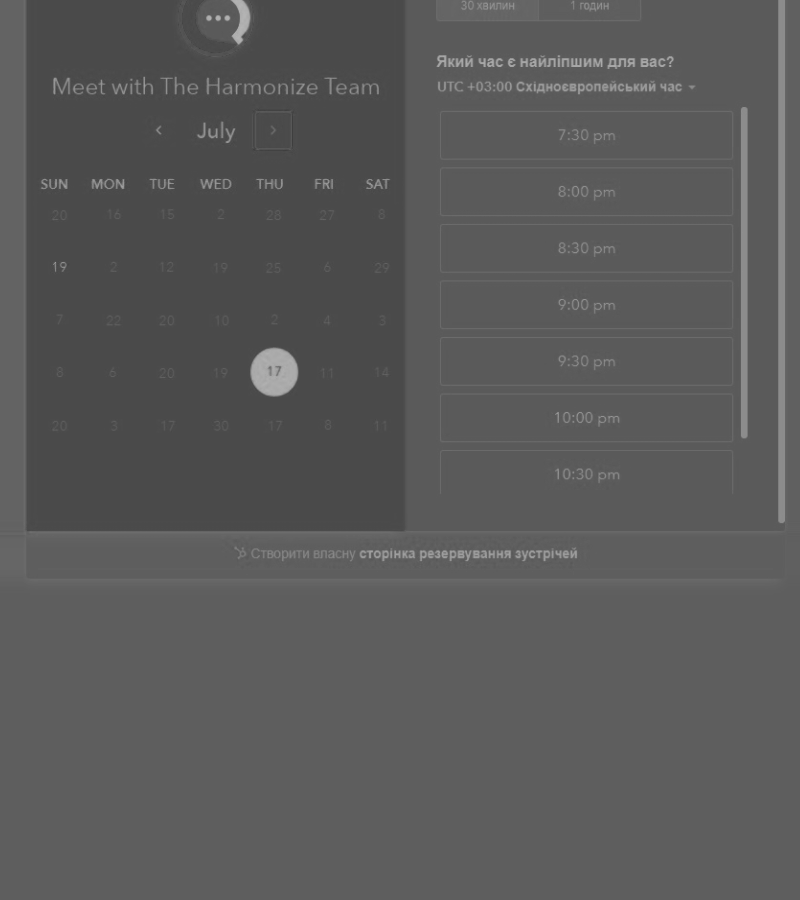 30 хвилин 1 годин
Meet with The Harmonize Team
July
SUN MON TUE WED THU FRI SAT
20 16 15 2 28 27 8
19 2 12 19 25 6 29
7 22 20 10 2 4 3
8 6 20 19 17 11 14
20 3 17 30 17 8 11
Який час є найліпшим для вас?
UTC +03:00 Східноєвропейський час
7:30 pm
8:00 pm
8:30 pm
9:00 pm
9:30 pm
10:00 pm
10:30 pm
Створити власну сторінка резервування зустрічей